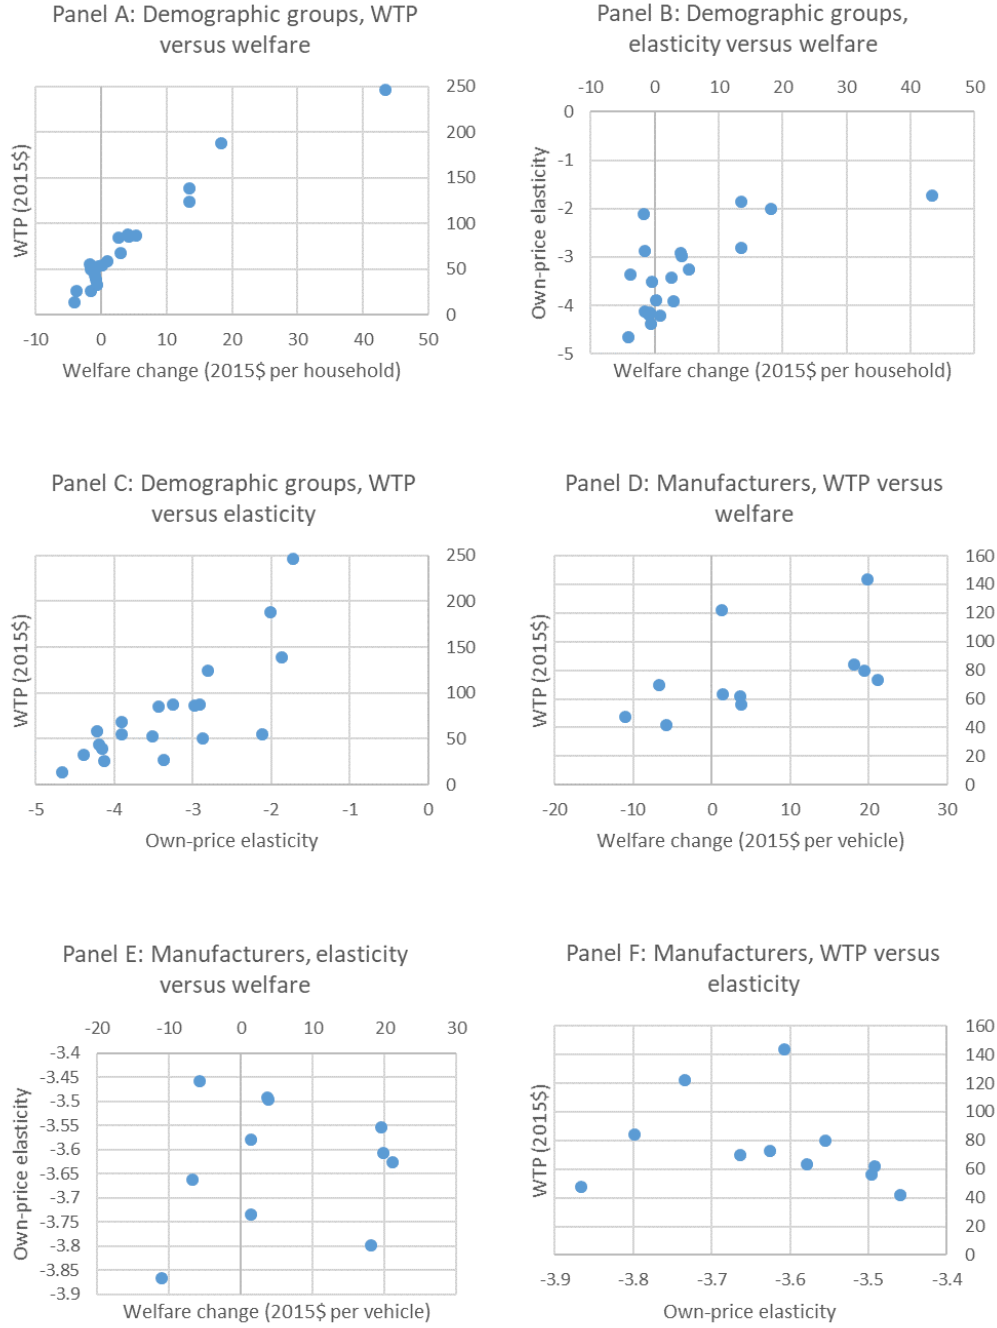 Panel A: Demographic groups, WTP
versus welfare
250
200
150
100
50
0
WTP (2015$)
-10 0 10 20 30 40 50
Welfare change (2015$ per household)
Panel B: Demographic groups,
elasticity versus welfare
-10 0 10 20 30 40 50
0
-1
-2
-3
-4
-5
Own-price elasticity
Welfare change (2015$ per household)
Panel C: Demographic groups, WTP
versus elasticity
250
200
150
100
50
0
WTP (2015$)
-5 -4 -3 -2 -1 0
Own-price elasticity
Panel D: Manufacturers, WTP versus
welfare
160
140
120
100
80
60
40
20
0
WTP (2015$)
-20 -10 0 10 20 30
Welfare change (2015$ per vehicle)
Panel E: Manufacturers, elasticity
versus welfare
-20 -10 0 10 20 30
-3.4
-3.45
-3.5
-3.55
-3.6
-3.65
-3.7
-3.75
-3.8
-3.85
-3.9
Own-price elasticity
Welfare change (2015$ per vehicle)
Panel F: Manufacturers, WTP versus
elasticity
160
140
120
100
80
60
40
20
0
WTP (2015$)
-3.9 -3.8 -3.7 -3.6 -3.5 -3.4
Own-price elasticity